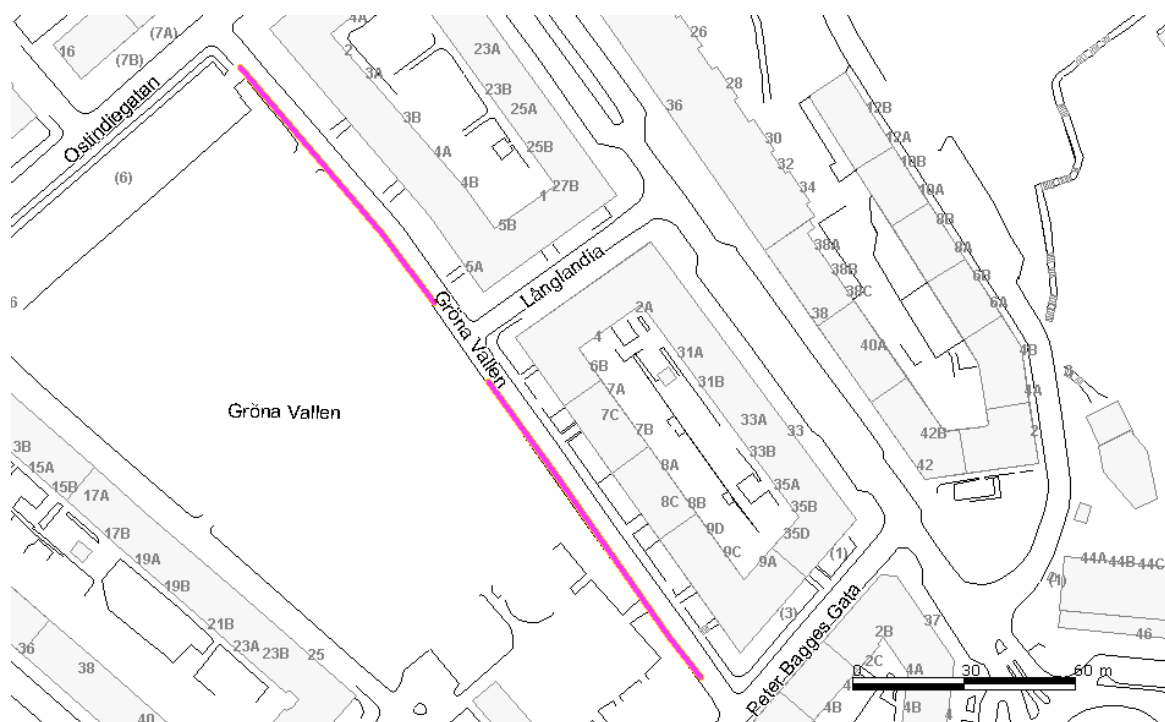 4A
26
16
(7A)
23A
2
(7B)
3A
28
23B
36
12B
25A
3B
30
Ostindiegatan
12A
4A
25B
10B
32
(6)
4B
27B
34
10A
1
5B
8B
38A
8A
5A
38B
6B
Långlandia
38C
6
Gröna Vallen
2A
38
6A
4
31A
40A
4B
6B
31B
8
7A
4A
Gröna Vallen
7C
33A
33
7B
42B
2
3B
33B
15A
8A
42
15B
17A
35A
8C
8B
35B
17B
9D
35D
9C
(1)
19A
9A
44A
44B
44C
19B
(1)
(3)
21B
37
36
23A
2B
46
23B
25
38
2C
4A
0
30
60 m
Peter Bagges Gata
4
4B
4B
4
40